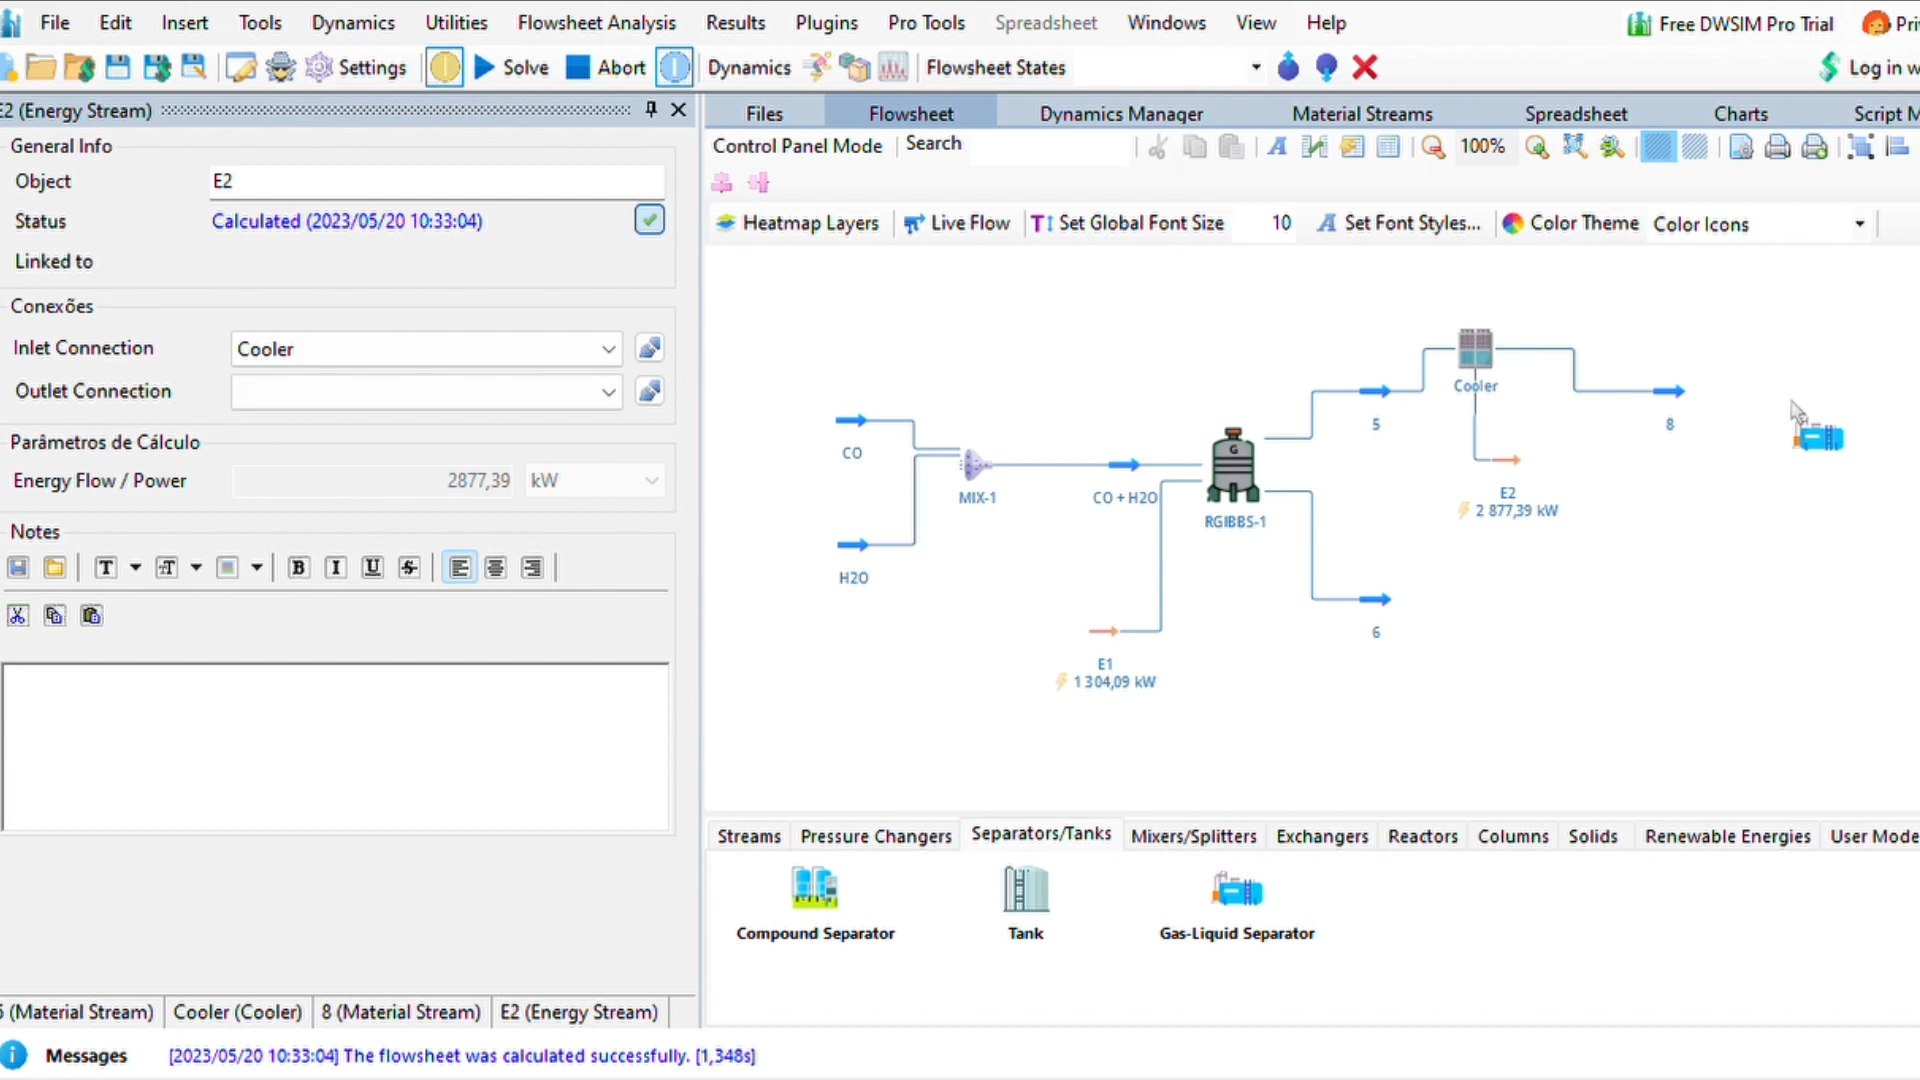 File Edit Insert Tools Dynamics Utilities Flowsheet Analysis Results Plugins Pro Tools Spreadsheet Windows View Help Free DWSIM Pro Trial Pri
Settings Solve Abort Dynamics Flowsheet States Log in w
E2 (Energy Stream)
General Info
Object E2
Status Calculated (2023/05/20 10:33:04)
Linked to
Conexões
Inlet Connection Cooler
Outlet Connection
Parâmetros de Cálculo
Energy Flow / Power 2877,39 kW
Notes
T T B I U S
6 (Material Stream) Cooler (Cooler) 8 (Material Stream) E2 (Energy Stream)
Files Flowsheet Dynamics Manager Material Streams Spreadsheet Charts Script M
Control Panel Mode Search A 100%
Heatmap Layers Live Flow T Set Global Font Size 10 A Set Font Styles... Color Theme Color Icons
Cooler
5
8
CO
G
E2
2 877,39 kW
MIX-1
CO + H2O
RGIBBS-1
H2O
6
E1
1 304,09 kW
Streams Pressure Changers Separators/Tanks Mixers/Splitters Exchangers Reactors Columns Solids Renewable Energies User Mode
Compound Separator Tank Gas-Liquid Separator
Messages [2023/05/20 10:33:04] The flowsheet was calculated successfully. [1,348s]